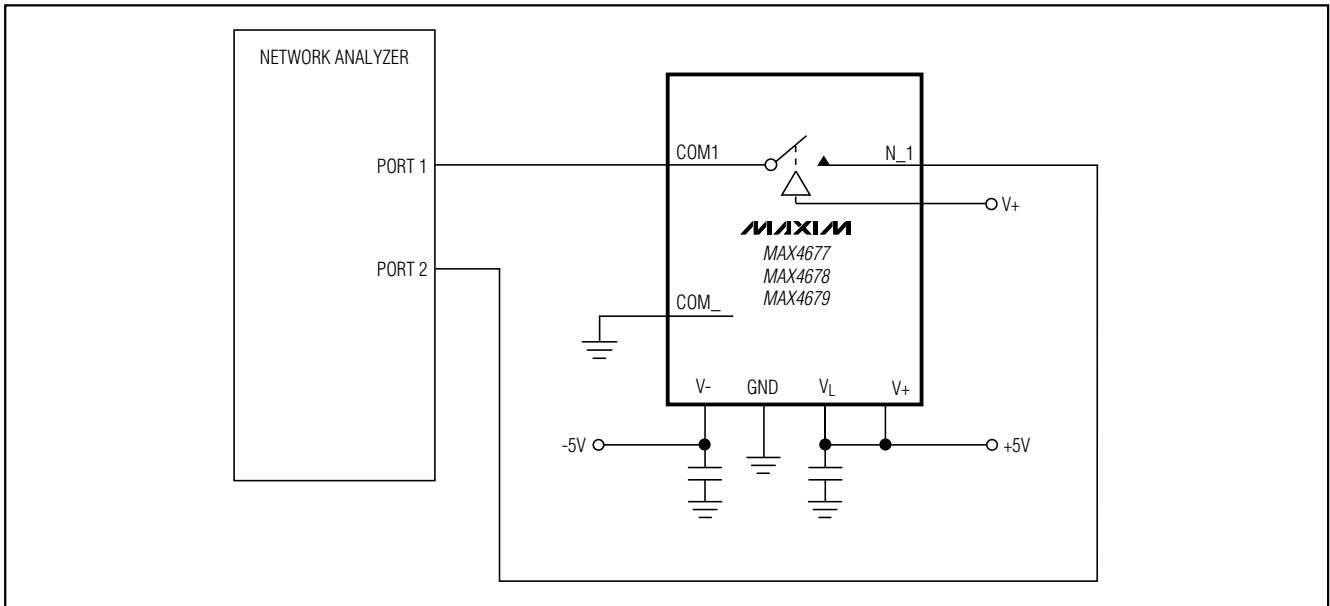 NETWORK ANALYZER
PORT 1
COM1
N_1
V+
MAXIM
MAX4677
MAX4678
MAX4679
PORT 2
COM_
V-
GND
VL
V+
-5V
+5V